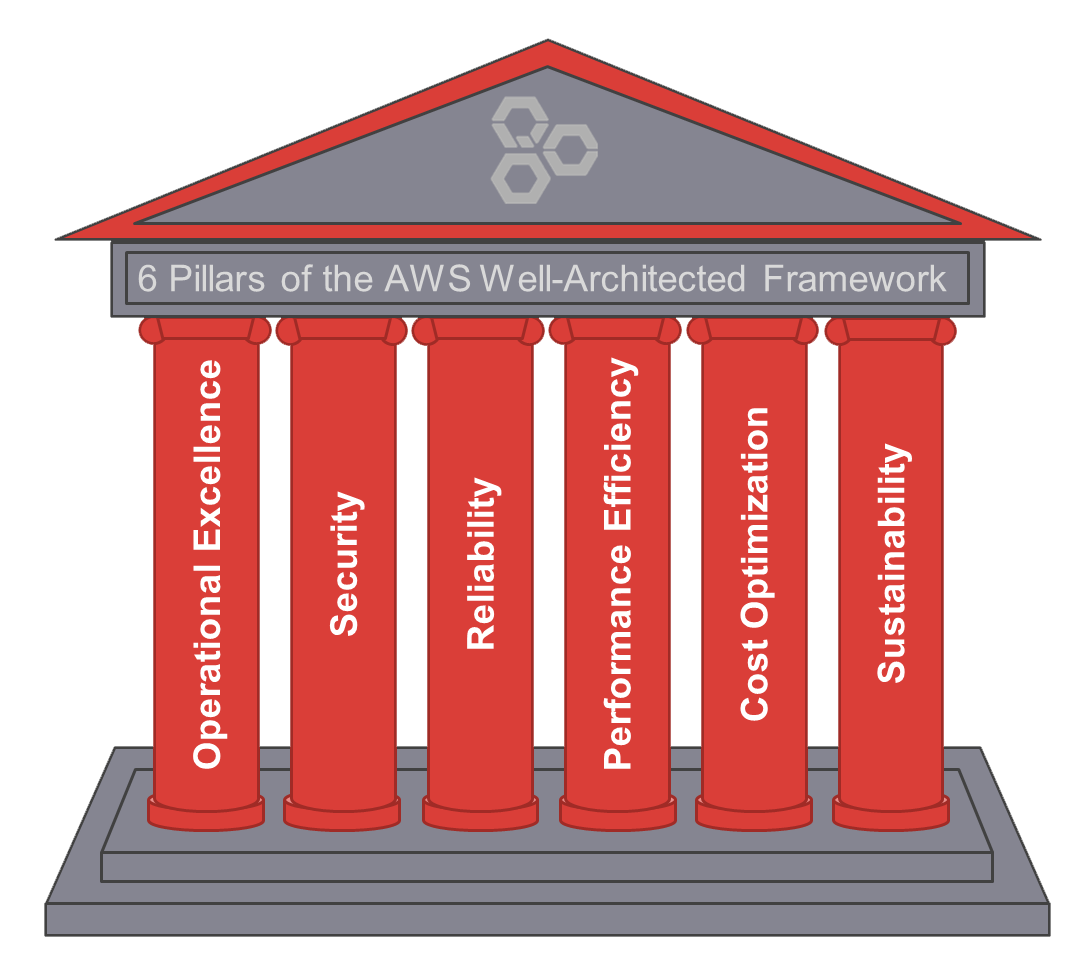 6 Pillars of the AWS Well-Architected Framework
Operational Excellence
Security
Reliability
Performance Efficiency
Cost Optimization
Sustainability